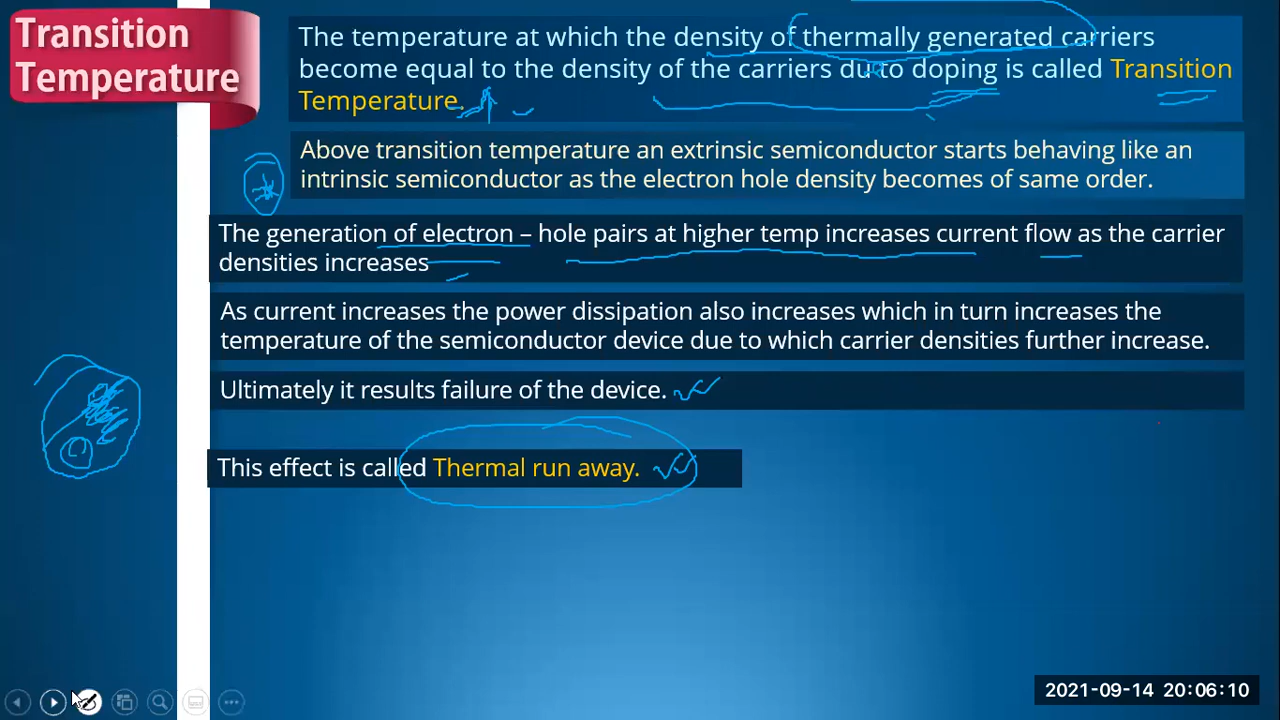 Transition
Temperature
The temperature at which the density of thermally generated carriers
become equal to the density of the carriers du to doping is called Transition
Temperature.
Above transition temperature an extrinsic semiconductor starts behaving like an
intrinsic semiconductor as the electron hole density becomes of same order.
The generation of electron – hole pairs at higher temp increases current flow as the carrier
densities increases
As current increases the power dissipation also increases which in turn increases the
temperature of the semiconductor device due to which carrier densities further increase.
Ultimately it results failure of the device.
This effect is called Thermal run away.
2021-09-14 20:06:10